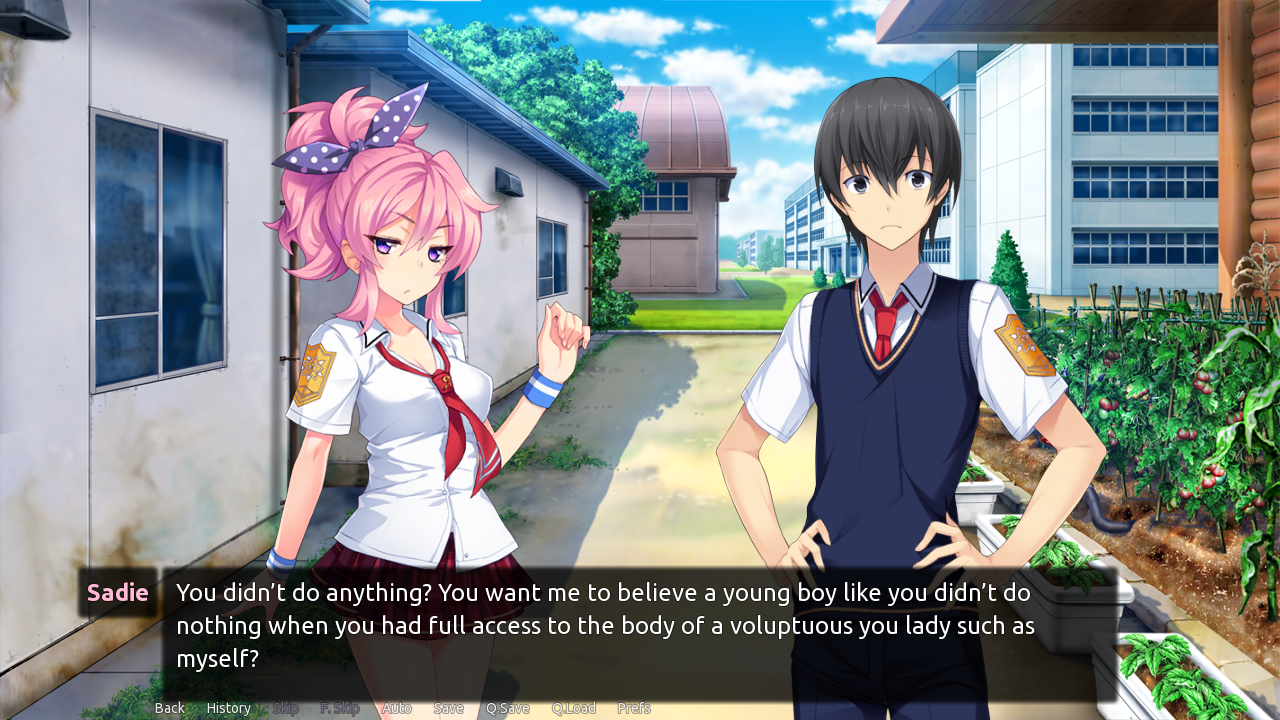 Sadie
You didn’t do anything? You want me to believe a young boy like you didn’t do
nothing when you had full access to the body of a voluptuous you lady such as
myself?
Back History Skip F. Skip Auto Save Q.Save Q.Load Prefs